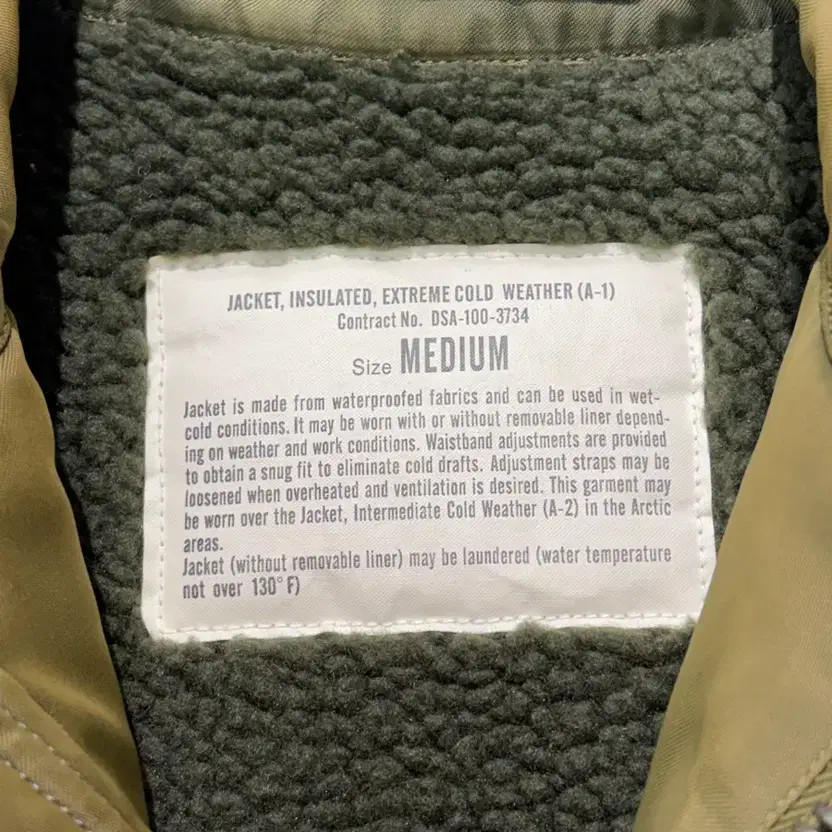 JACKET, INSULATED, EXTREME COLD WEATHER (A-1)
Contract No. DSA-100-3734
Size MEDIUM
Jacket is made from waterproofed fabrics and can be used in wet-
cold conditions. It may be worn with or without removable liner depend-
ing on weather and work conditions. Waistband adjustments are provided
to obtain a snug fit to eliminate cold drafts. Adjustment straps may be
loosened when overheated and ventilation is desired. This garment may
be worn over the Jacket, Intermediate Cold Weather (A-2) in the Arctic
areas.
Jacket (without removable liner) may be laundered (water temperature
not over 130° F)